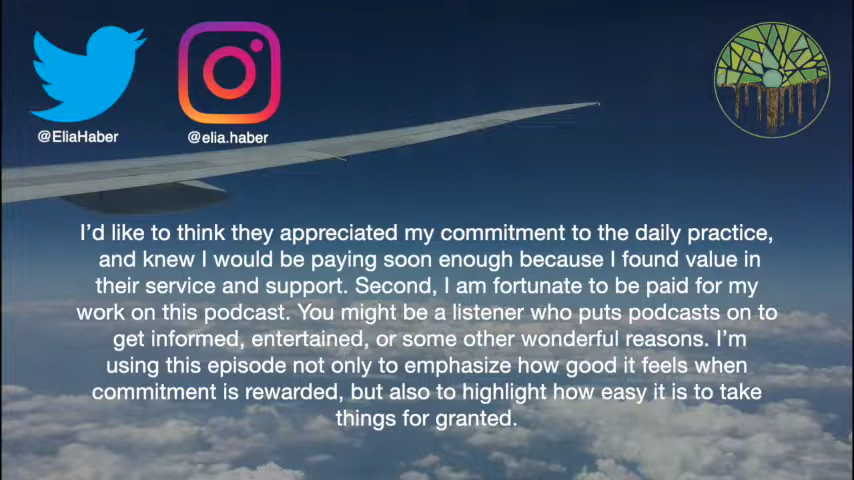 @EliaHaber
@elia.haber
I'd like to think they appreciated my commitment to the daily practice,
and knew I would be paying soon enough because I found value in
their service and support. Second, I am fortunate to be paid for my
work on this podcast. You might be a listener who puts podcasts on to
get informed, entertained, or some other wonderful reasons. I'm
using this episode not only to emphasize how good it feels when
commitment is rewarded, but also to highlight how easy it is to take
things for granted.